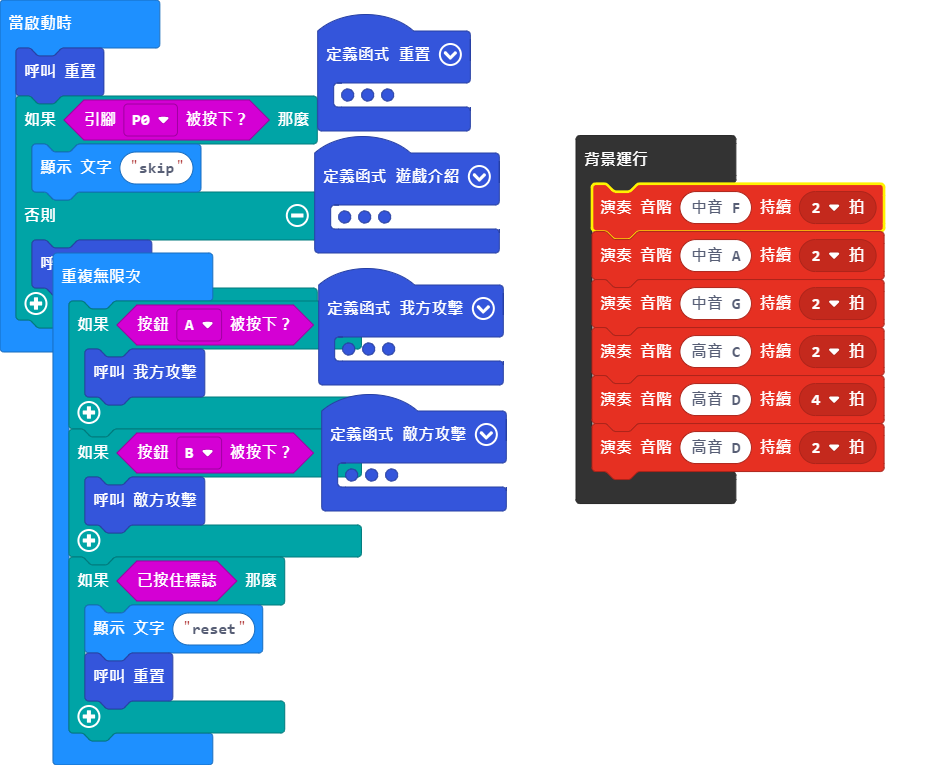 當啟動時
呼叫 重置
如果 引腳 P0 被按下？ 那麼
顯示 文字 "skip"
否則
呼
重複無限次
如果 按鈕 A 被按下？
呼叫 我方攻擊
如果 按鈕 B 被按下？
呼叫 敵方攻擊
如果 已按住標誌 那麼
顯示 文字 "reset"
呼叫 重置
定義函式 重置
定義函式 遊戲介紹
定義函式 我方攻擊
定義函式 敵方攻擊
背景運行
演奏 音階 中音 F 持續 2 拍
演奏 音階 中音 A 持續 2 拍
演奏 音階 中音 G 持續 2 拍
演奏 音階 高音 C 持續 2 拍
演奏 音階 高音 D 持續 4 拍
演奏 音階 高音 D 持續 2 拍